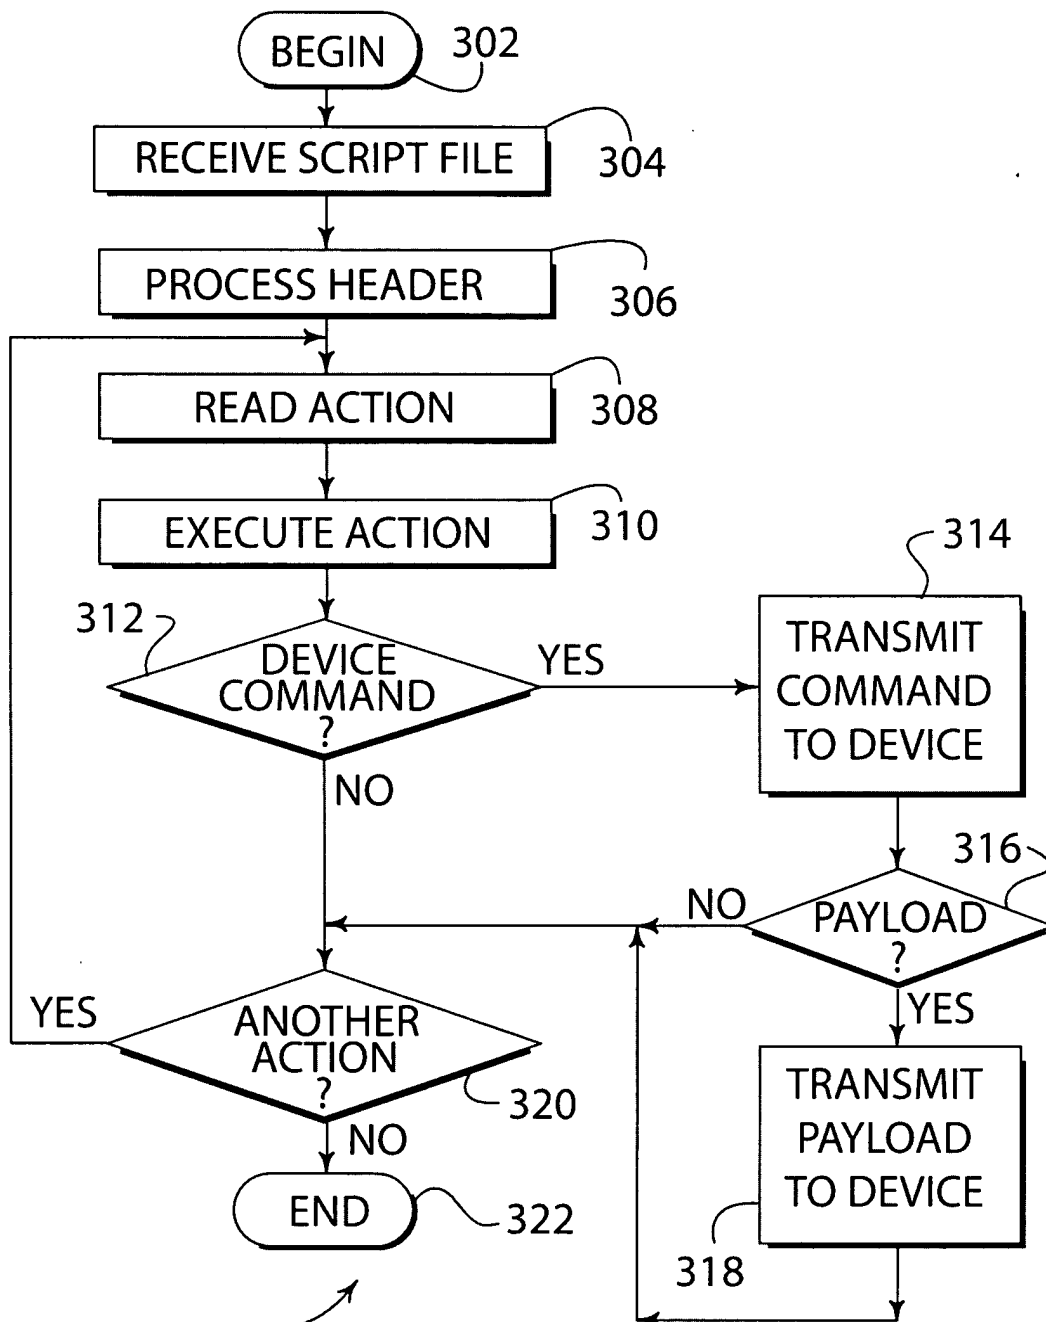 BEGIN
302
RECEIVE SCRIPT FILE
304
PROCESS HEADER
306
READ ACTION
308
EXECUTE ACTION
310
312
DEVICE
COMMAND
?
YES
NO
314
TRANSMIT
COMMAND
TO DEVICE
316
PAYLOAD
?
NO
YES
TRANSMIT
PAYLOAD
TO DEVICE
318
YES
ANOTHER
ACTION
?
320
NO
END
322